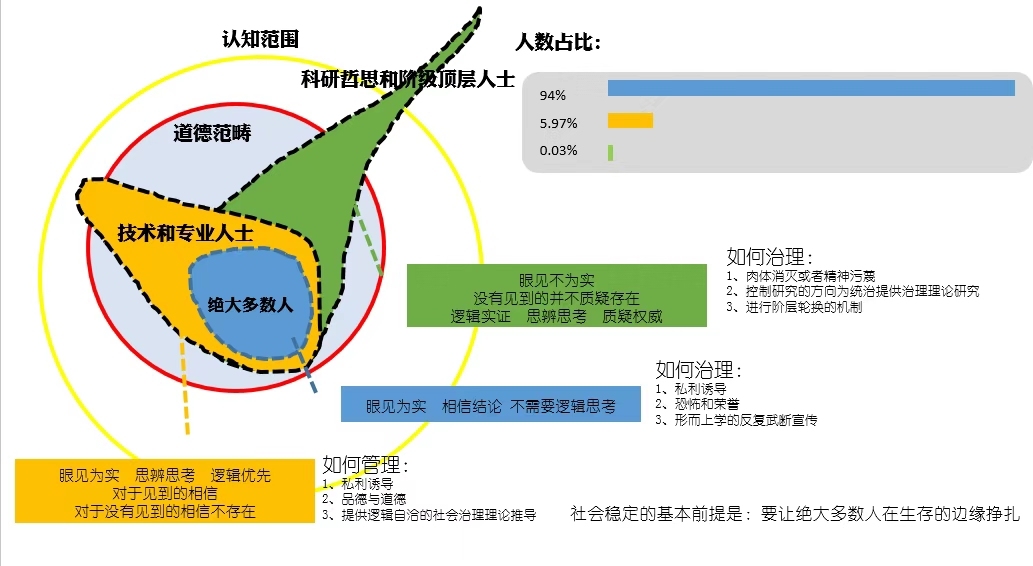 认知范围
人数占比：
科研哲思和阶级顶层人士
94%
5.97%
0.03%
道德范畴
技术和专业人士
绝大多数人
眼见不为实
没有见到的并不质疑存在
逻辑实证 思辨思考 质疑权威
如何治理：
1、肉体消灭或者精神污蔑
2、控制研究的方向为统治提供治理理论研究
3、进行阶层轮换的机制
眼见为实 相信结论 不需要逻辑思考
如何治理：
1、私利诱导
2、恐怖和荣誉
3、形而上学的反复武断宣传
眼见为实 思辨思考 逻辑优先
对于见到的相信
对于没有见到的相信不存在
如何管理：
1、私利诱导
2、品德与道德
3、提供逻辑自洽的社会治理理论推导
社会稳定的基本前提是：要让绝大多数人在生存的边缘挣扎